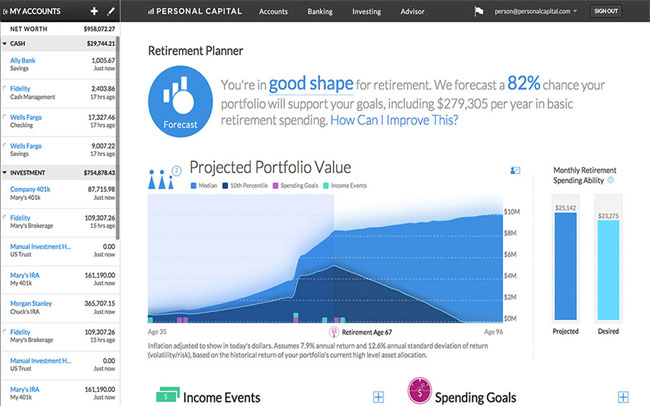 MY ACCOUNTS
NET WORTH $958,072.27
CASH $29,744.21
Ally Bank 1,005.67
Savings Just now
Fidelity 2,403.86
Cash Management 17 hrs ago
Wells Fargo 17,327.46
Checking 17 hrs ago
Wells Fargo 9,007.22
Savings 17 hrs ago
INVESTMENT $754,878.43
Company 401k 87,715.98
Mary's 401k Just now
Fidelity 109,307.26
Mary's Brokerage 15 hrs ago
Manual Investment H... 0.00
US Trust Just now
Mary's IRA 161,190.00
My 401k Just now
Morgan Stanley 365,707.15
Chuck's IRA Just now
Fidelity 109,307.26
Mary's Brokerage 15 hrs ago
Manual Investment H... 0.00
US Trust Just now
Mary's IRA 161,190.00
My 401k Just now
PERSONAL CAPITAL Accounts Banking Investing Advisor person@personalcapital.com SIGN OUT
Retirement Planner
Forecast
You're in good shape for retirement. We forecast a 82% chance your
portfolio will support your goals, including $279,305 per year in basic
retirement spending. How Can I Improve This?
2
Projected Portfolio Value
Median 10th Percentile Spending Goals Income Events
$10M
$8M
$6M
$4M
$2M
$0M
Age 35 Retirement Age 67 Age 96
Inflation adjusted to show in today's dollars. Assumes 7.9% annual return and 12.6% annual standard deviation of return
(volatility/risk), based on the historical return of your portfolio's current high level asset allocation.
Monthly Retirement
Spending Ability
$25,142 $23,275
Projected Desired
Income Events
Spending Goals